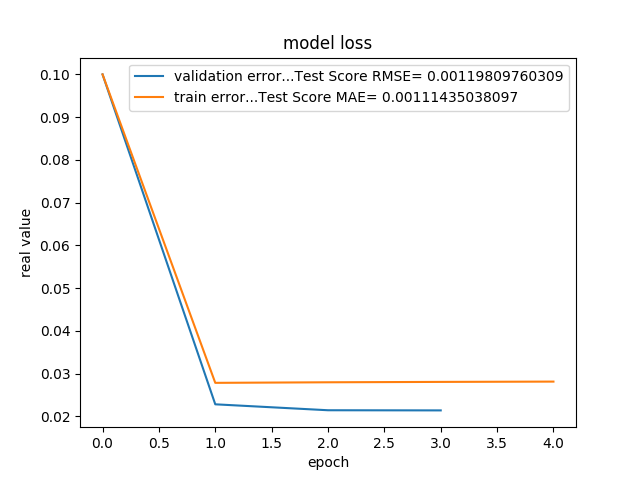 model loss
validation error...Test Score RMSE= 0.00119809760309
train error...Test Score MAE= 0.00111435038097
0.10
0.09
0.08
0.07
0.06
0.05
0.04
0.03
0.02
real value
0.0 0.5 1.0 1.5 2.0 2.5 3.0 3.5 4.0
epoch